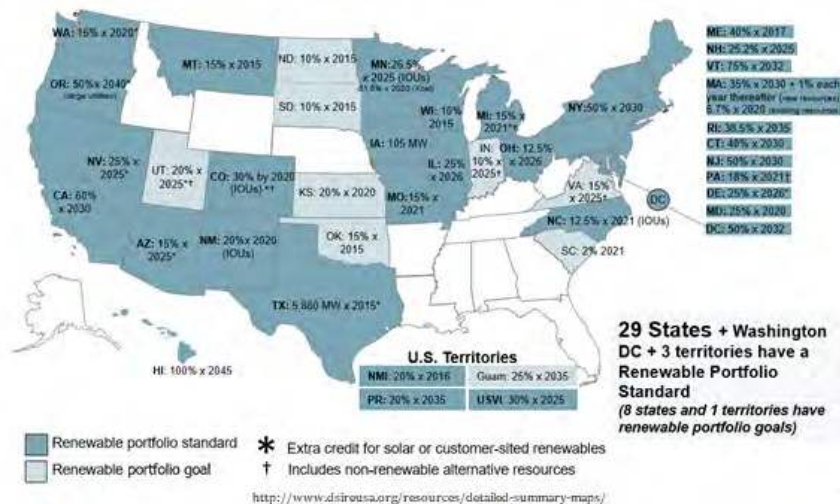 WA: 15% x 2020*
MT: 15% x 2015
ND: 10% x 2015
MN: 26.5%
x 2025 (IOUs)
31.5% x 2020 (Xcel)
OR: 50% x 2040*
(large utilities)
SD: 10% x 2015
WI: 10%
2015
MI: 15% x
2021*†
NY: 50% x 2030
IA: 105 MW
IN:
10% x
2025†
OH: 12.5%
x 2026
NV: 25% x
2025*
UT: 20% x
2025*†
CO: 30% by 2020
(IOUs) *†
IL: 25%
x 2026
CA: 60%
x 2030
KS: 20% x 2020
MO: 15% x
2021
VA: 15%
x 2025†
DC
NC: 12.5% x 2021 (IOUs)
AZ: 15% x
2025*
NM: 20% x 2020
(IOUs)
OK: 15% x
2015
SC: 2% 2021
TX: 5,880 MW x 2015*
HI: 100% x 2045
ME: 40% x 2017
NH: 25.2% x 2025
VT: 75% x 2032
MA: 35% x 2030 + 1% each
year thereafter (new resources)
6.7% x 2020 (existing resources)
RI: 38.5% x 2035
CT: 40% x 2030
NJ: 50% x 2030
PA: 18% x 2021†
DE: 25% x 2026*
MD: 25% x 2020
DC: 50% x 2032
U.S. Territories
NMI: 20% x 2016
Guam: 25% x 2035
PR: 20% x 2035
USVI: 30% x 2025
29 States + Washington
DC + 3 territories have a
Renewable Portfolio
Standard
(8 states and 1 territories have
renewable portfolio goals)
Renewable portfolio standard
* Extra credit for solar or customer-sited renewables
Renewable portfolio goal
† Includes non-renewable alternative resources
http://www.dsireusa.org/resources/detailed-summary-maps/